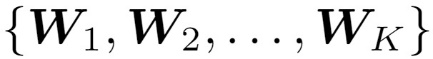 {𝑾₁, 𝑾₂, . . . , 𝑾_K}